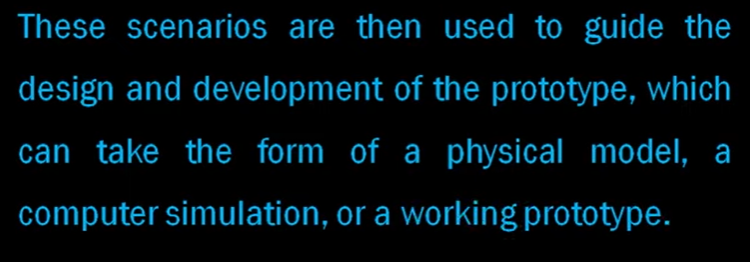 These scenarios are then used to guide the
design and development of the prototype, which
can take the form of a physical model, a
computer simulation, or a working prototype.